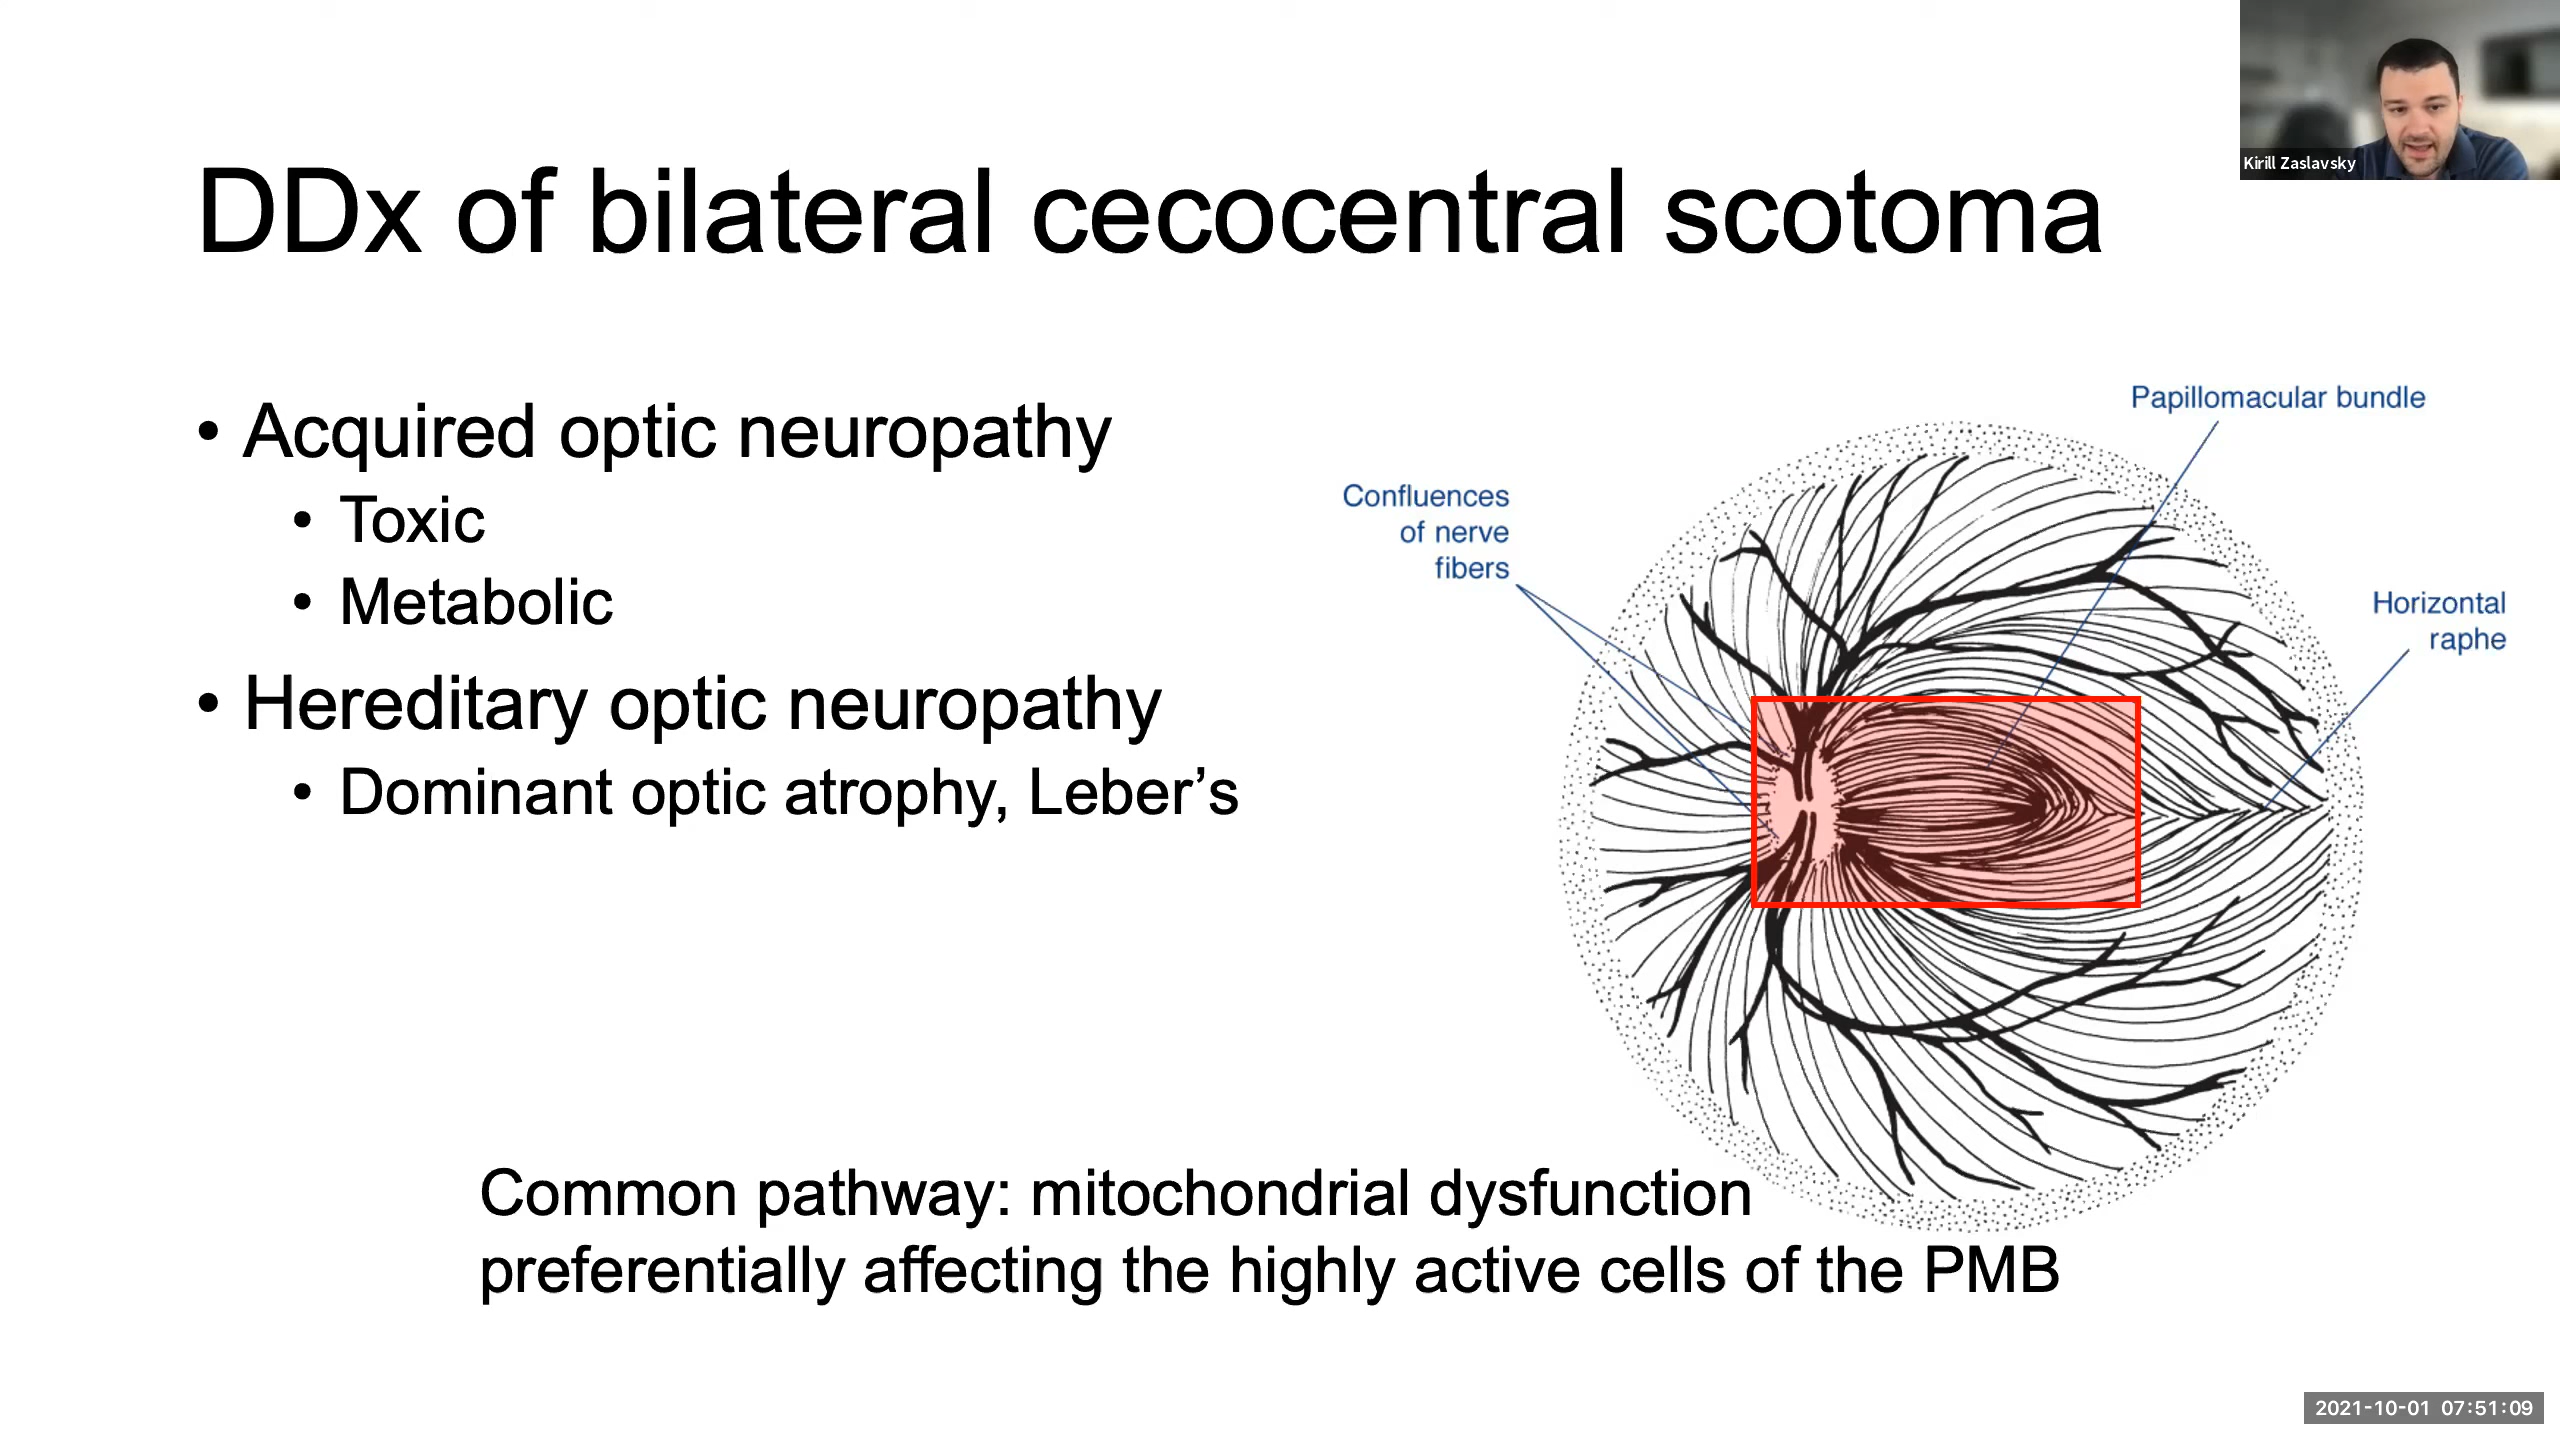 Kirill Zaslavsky
DDx of bilateral cecocentral scotoma
• Acquired optic neuropathy
• Toxic
• Metabolic
• Hereditary optic neuropathy
• Dominant optic atrophy, Leber’s
Papillomacular bundle
Confluences
of nerve
fibers
Horizontal
raphe
Common pathway: mitochondrial dysfunction
preferentially affecting the highly active cells of the PMB
2021-10-01 07:51:09